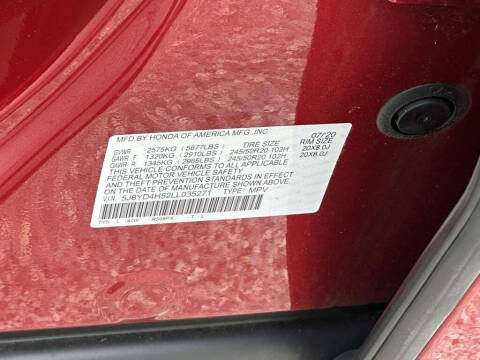 MFD. BY HONDA OF AMERICA MFG., INC. 07/'20
GVWR 2575KG (5677LBS) TIRE SIZE RIM SIZE
GAWR F 1320KG (2910LBS) 245/50R20 102H 20X8.0J
GAWR R 1345KG (2965LBS) 245/50R20 102H 20X8.0J
THIS VEHICLE CONFORMS TO ALL APPLICABLE
FEDERAL MOTOR VEHICLE SAFETY
AND THEFT PREVENTION STANDARDS IN EFFECT
ON THE DATE OF MANUFACTURE SHOWN ABOVE.
V.I.N. 5J8YD4H52LL035271 TYPE: MPV